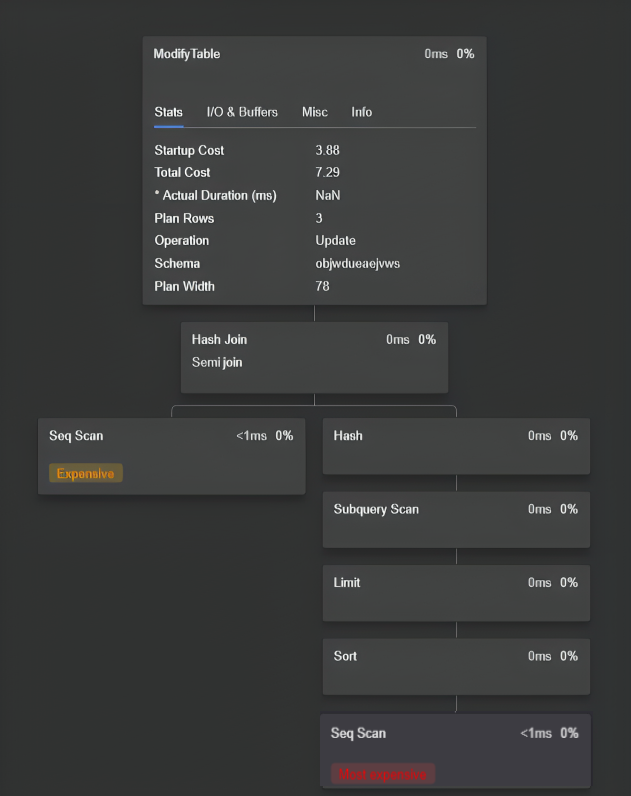 ModifyTable 0ms 0%
Stats I/O & Buffers Misc Info
Startup Cost 3.88
Total Cost 7.29
* Actual Duration (ms) NaN
Plan Rows 3
Operation Update
Schema objwdueaejvws
Plan Width 78
Hash Join 0ms 0%
Semi join
Seq Scan <1ms 0%
Expensive
Hash 0ms 0%
Subquery Scan 0ms 0%
Limit 0ms 0%
Sort 0ms 0%
Seq Scan <1ms 0%
Most expensive